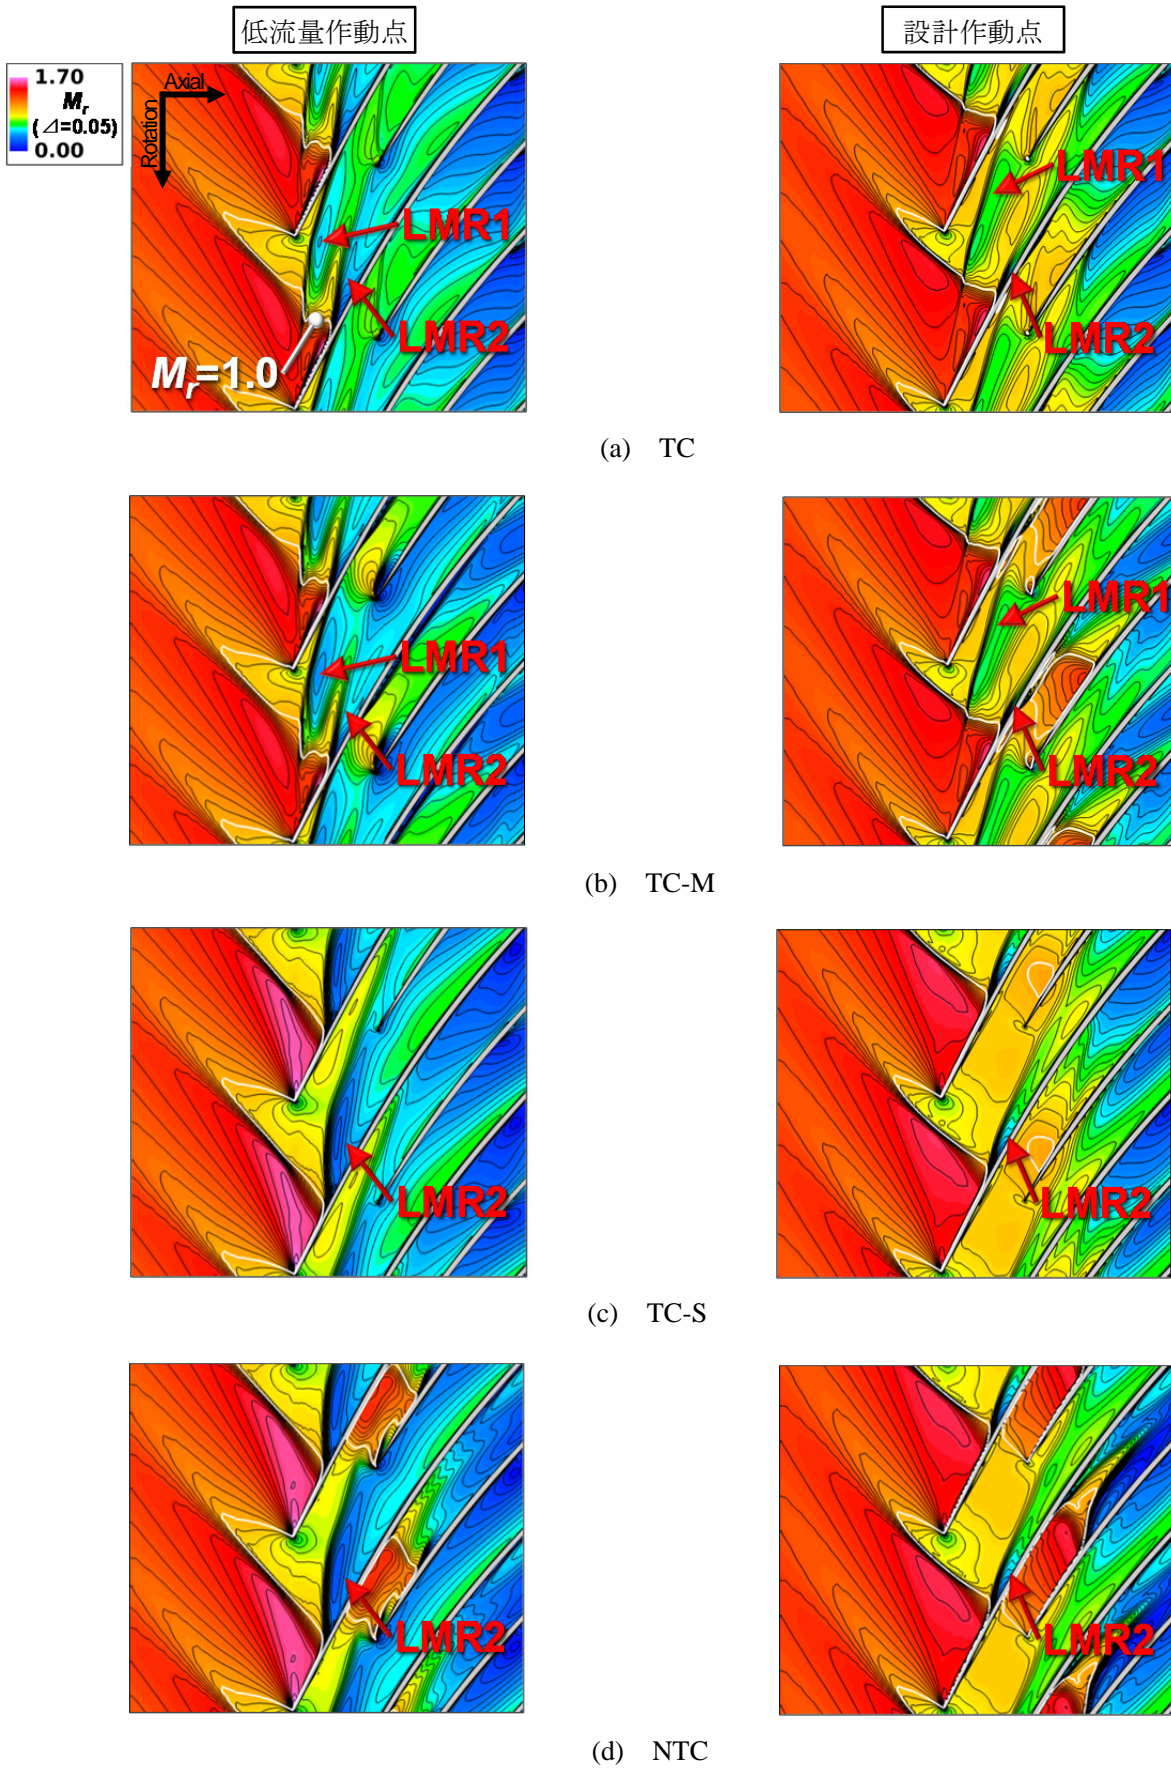 低流量作動点
設計作動点
1.70
Mr
(⊿=0.05)
0.00
Axial
Rotation
LMR1
LMR2
Mr=1.0
LMR1
LMR2
(a) TC
LMR1
LMR2
LMR1
LMR2
(b) TC-M
LMR2
LMR2
(c) TC-S
LMR2
LMR2
(d) NTC